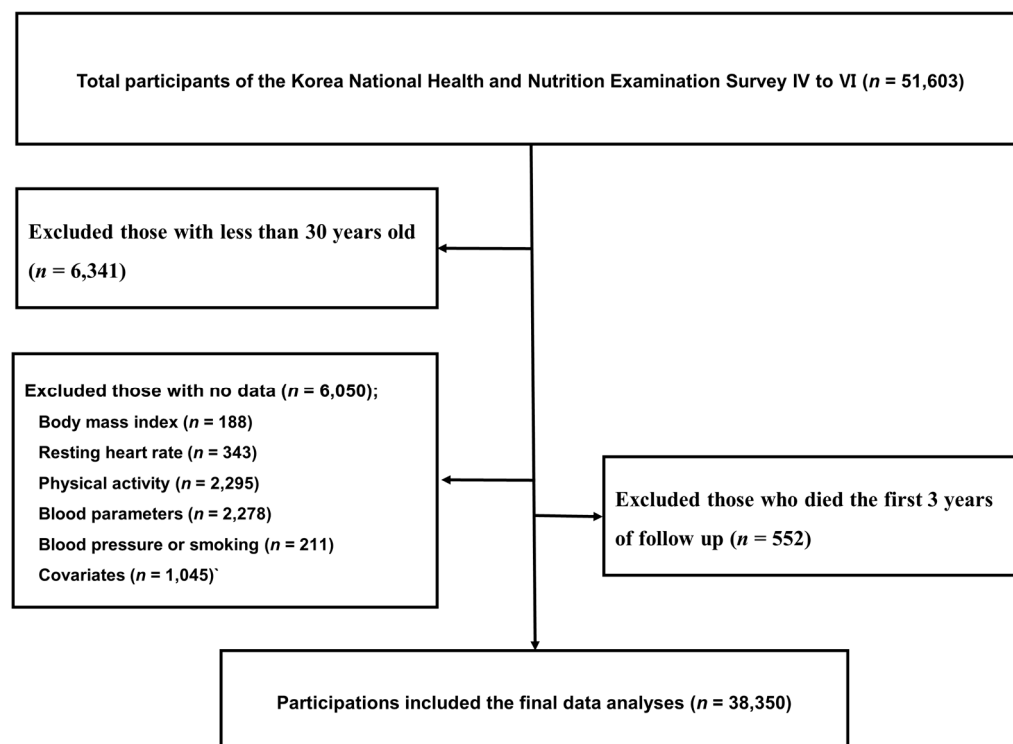 Total participants of the Korea National Health and Nutrition Examination Survey IV to VI (n = 51,603)
Excluded those with less than 30 years old
(n = 6,341)
Excluded those with no data (n = 6,050);
Body mass index (n = 188)
Resting heart rate (n = 343)
Physical activity (n = 2,295)
Blood parameters (n = 2,278)
Blood pressure or smoking (n = 211)
Covariates (n = 1,045)`
Excluded those who died the first 3 years
of follow up (n = 552)
Participations included the final data analyses (n = 38,350)